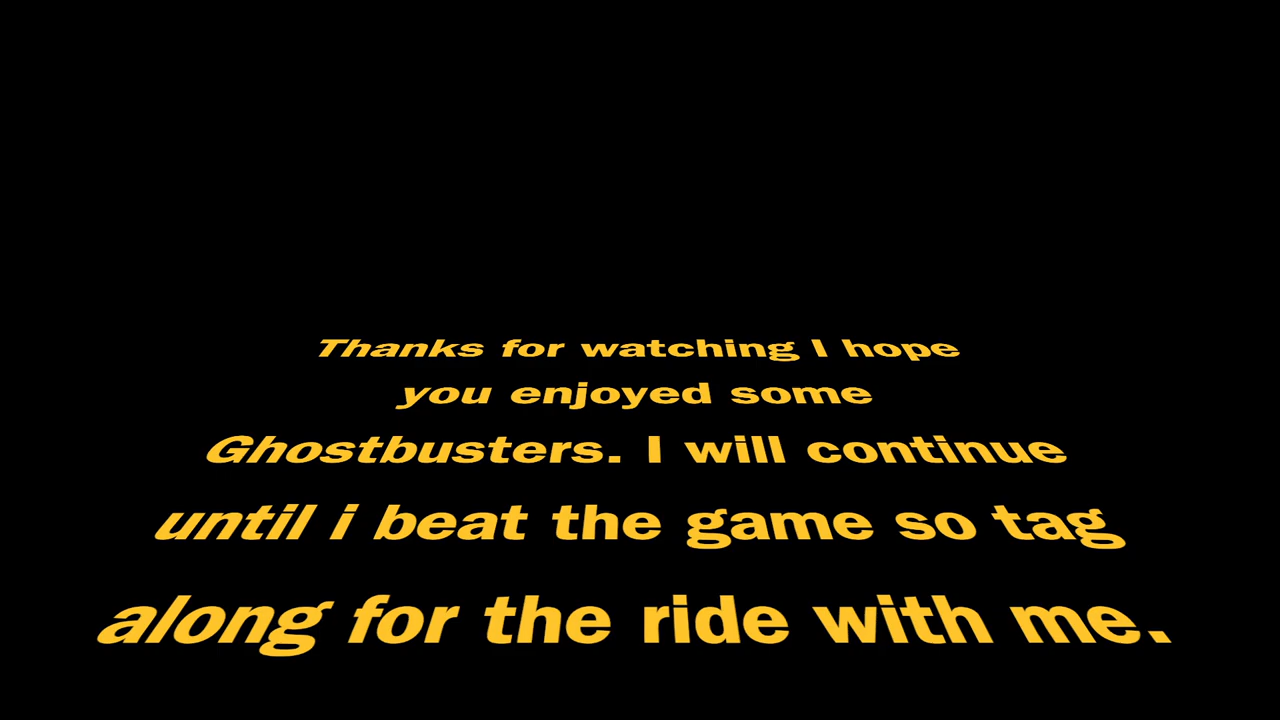 Thanks for watching I hope
you enjoyed some
Ghostbusters. I will continue
until i beat the game so tag
along for the ride with me.